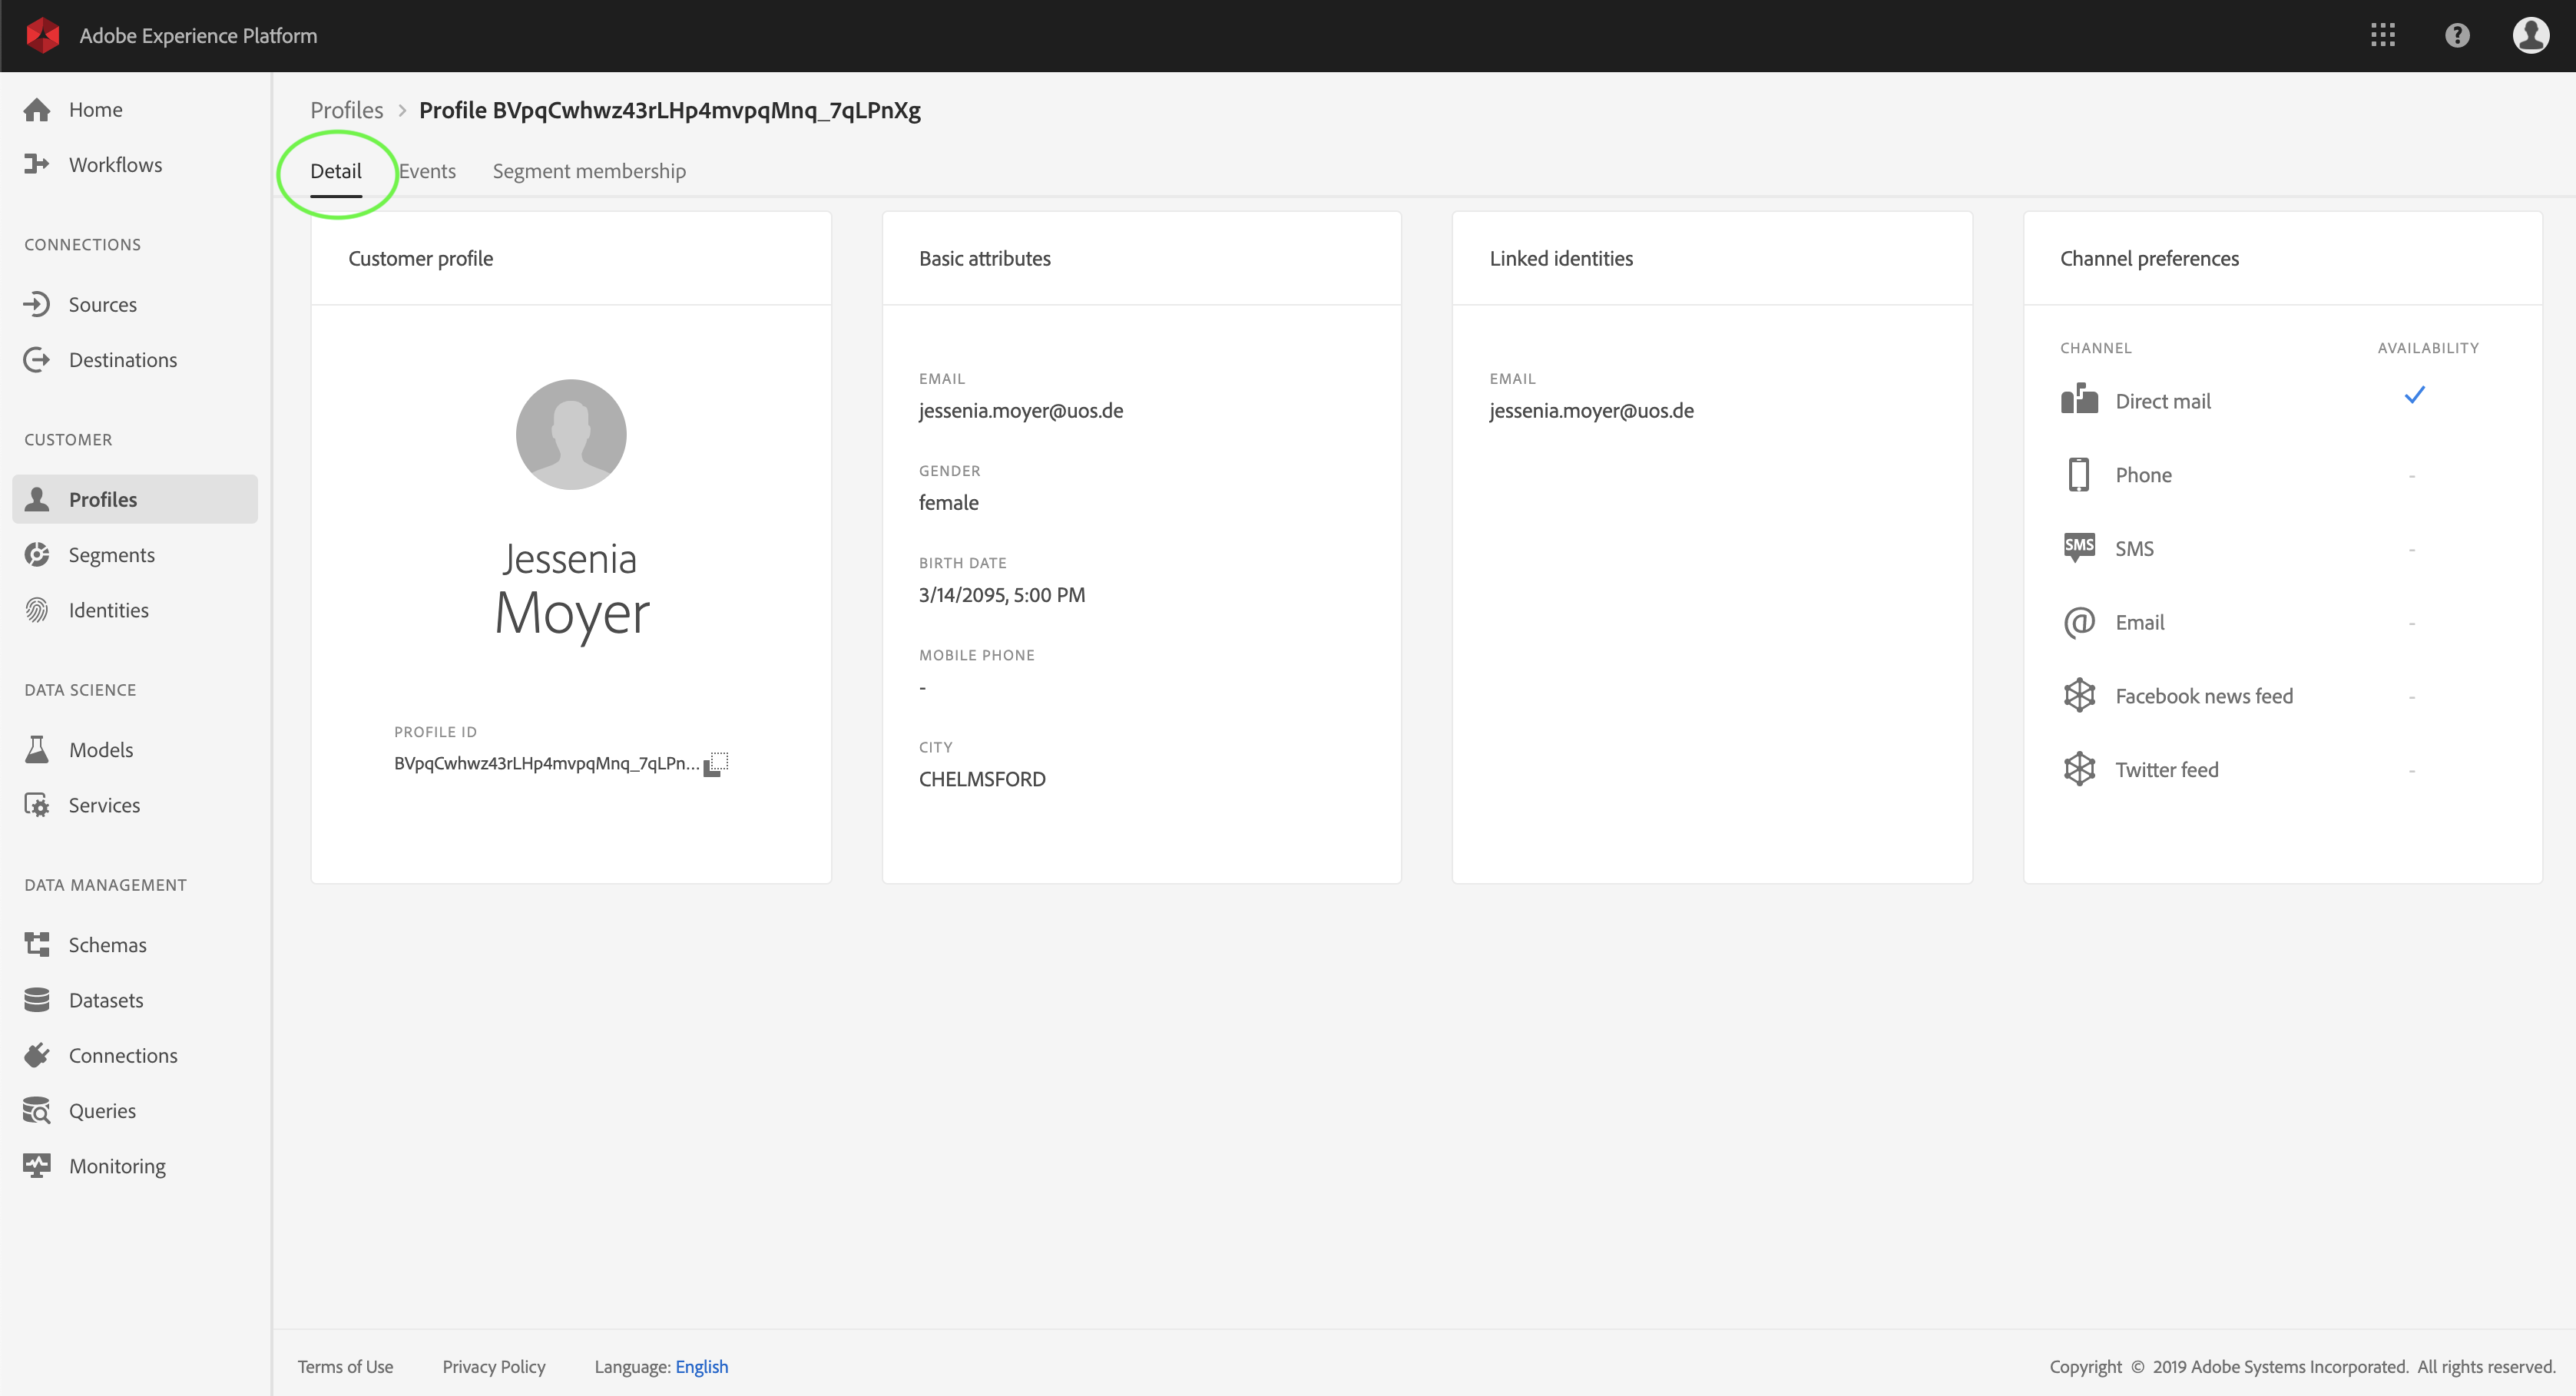 Adobe Experience Platform
Home
Workflows
CONNECTIONS
Sources
Destinations
CUSTOMER
Profiles
Segments
Identities
DATA SCIENCE
Models
Services
DATA MANAGEMENT
Schemas
Datasets
Connections
Queries
Monitoring
Profiles > Profile BVpqCwhwz43rLHp4mvpqMnq_7qLPnXg
Detail Events Segment membership
Customer profile
Jessenia
Moyer
PROFILE ID
BVpqCwhwz43rLHp4mvpqMnq_7qLPn...
Basic attributes
EMAIL
jessenia.moyer@uos.de
GENDER
female
BIRTH DATE
3/14/2095, 5:00 PM
MOBILE PHONE
-
CITY
CHELMSFORD
Linked identities
EMAIL
jessenia.moyer@uos.de
Channel preferences
CHANNEL AVAILABILITY
Direct mail
Phone -
SMS SMS -
Email -
Facebook news feed -
Twitter feed -
Terms of Use Privacy Policy Language: English Copyright © 2019 Adobe Systems Incorporated. All rights reserved.